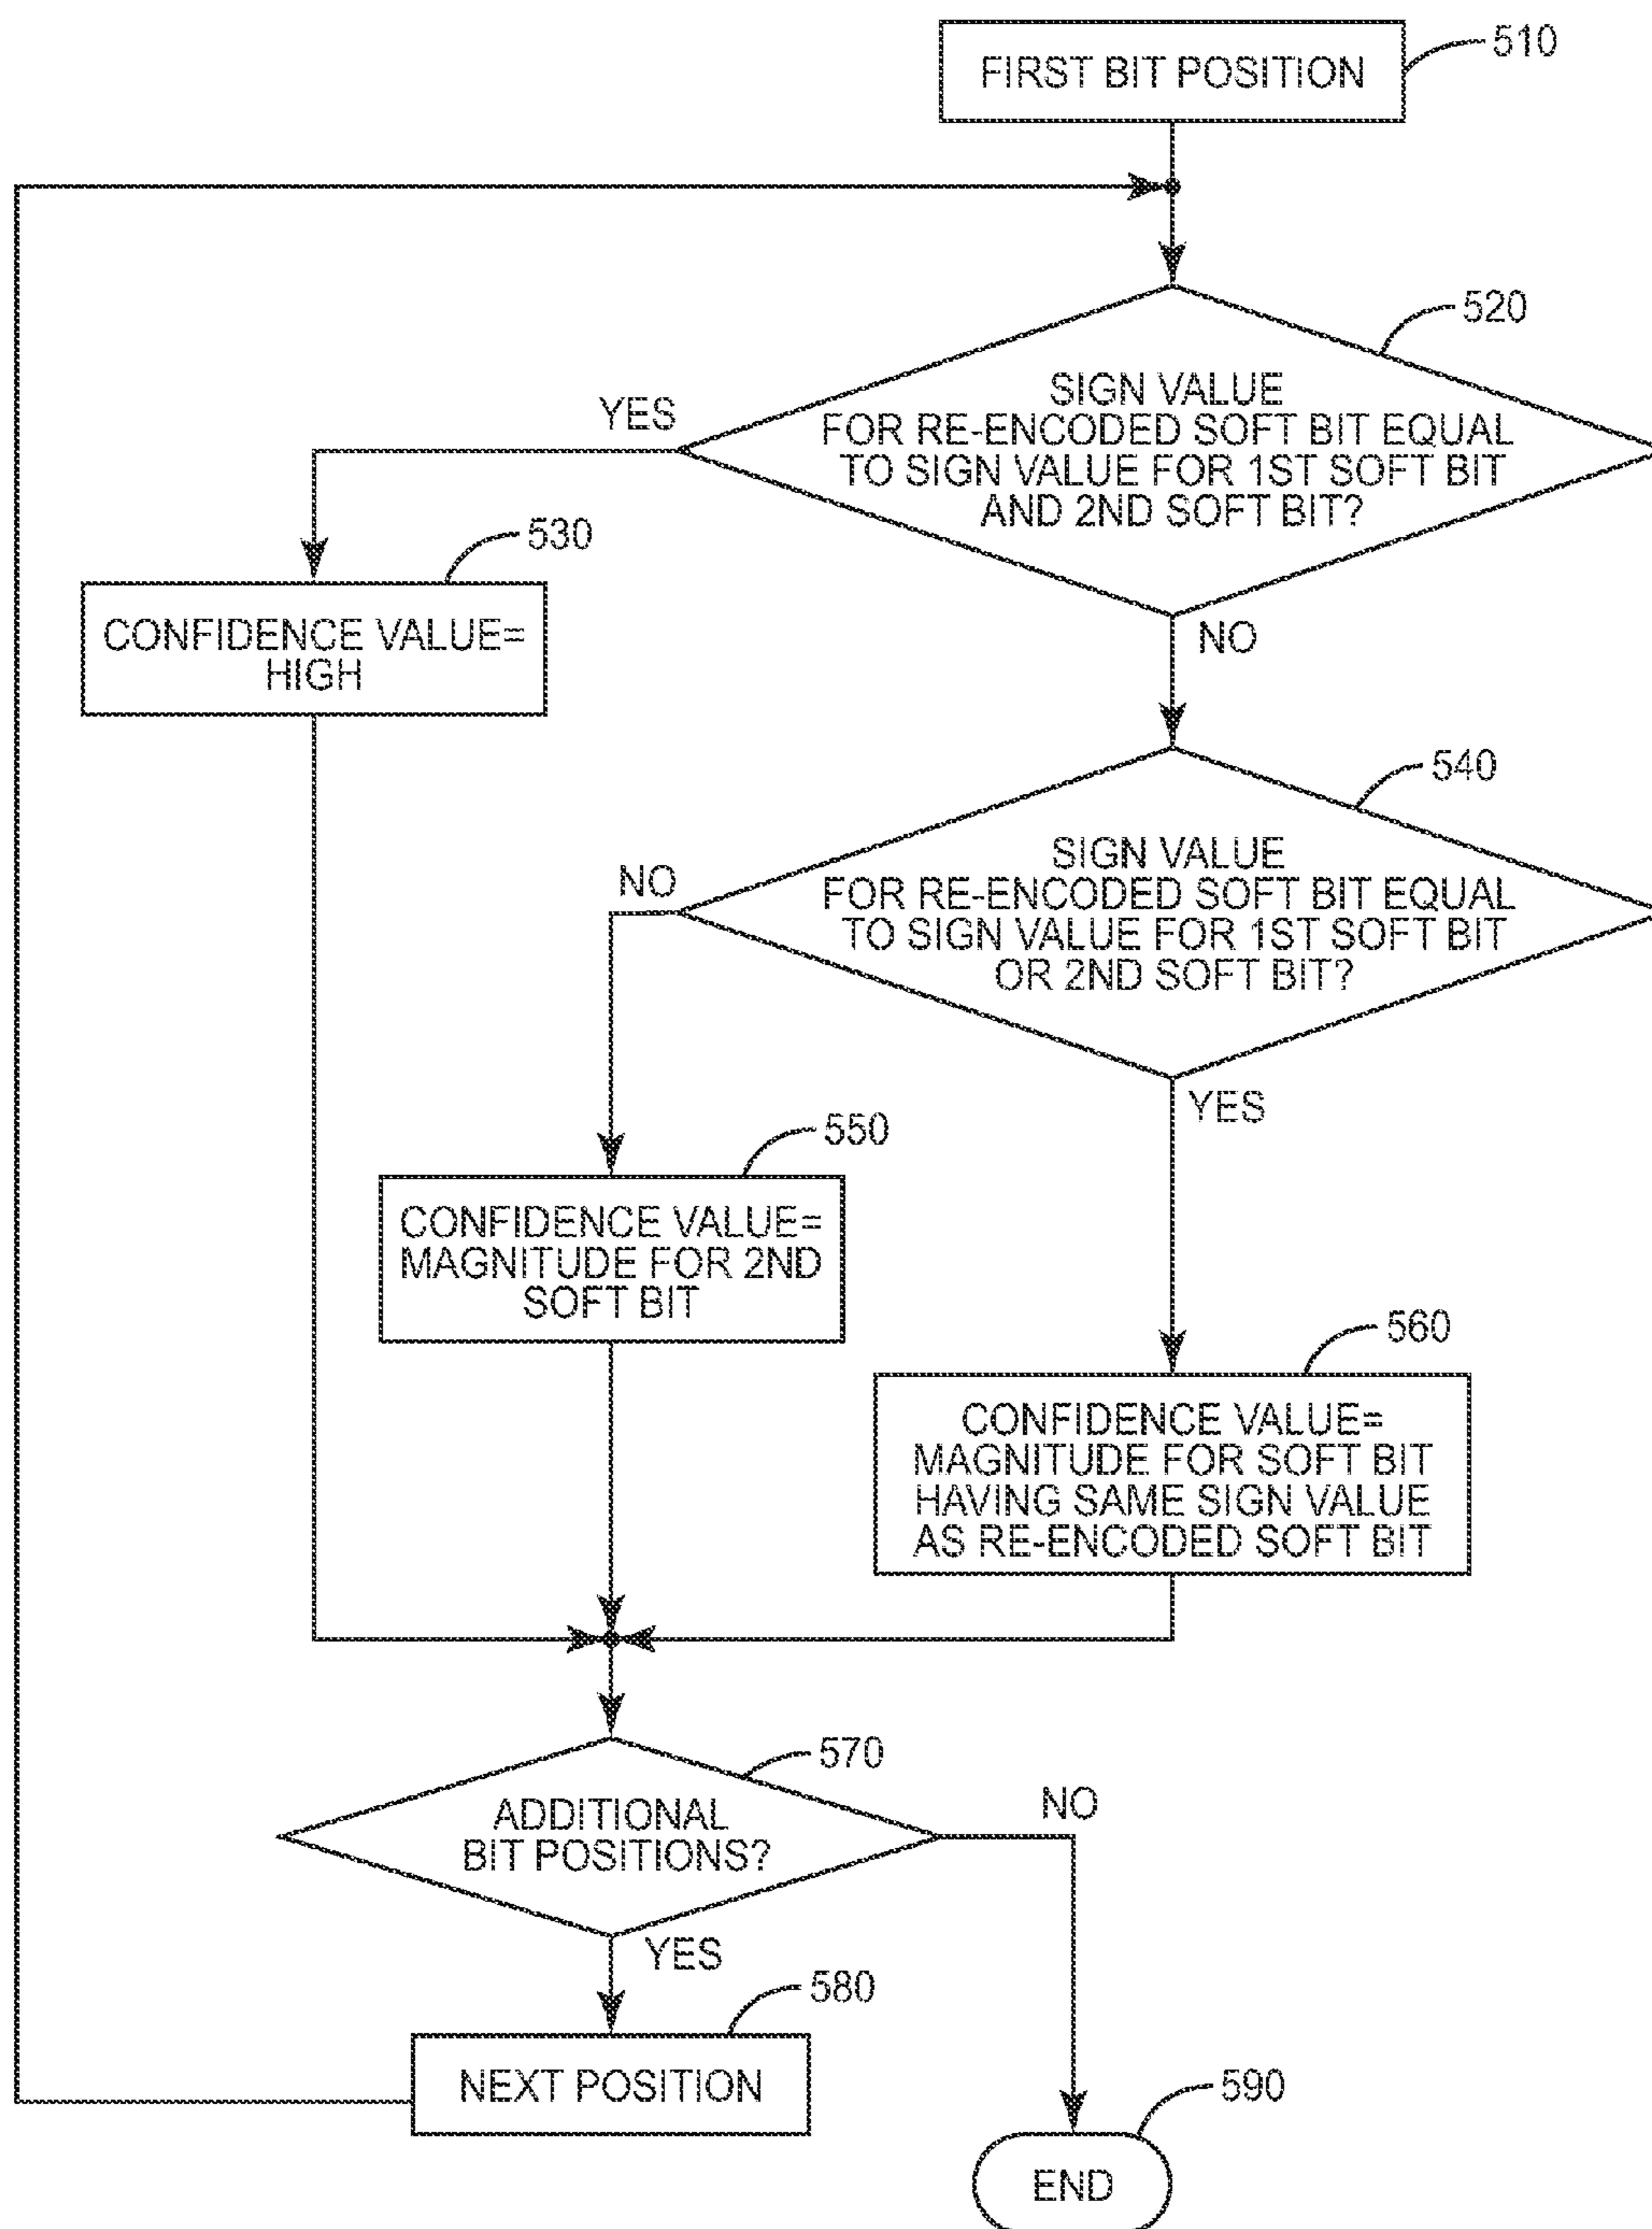 510
FIRST BIT POSITION
520
SIGN VALUE
FOR RE-ENCODED SOFT BIT EQUAL
TO SIGN VALUE FOR 1ST SOFT BIT
AND 2ND SOFT BIT?
YES
NO
530
CONFIDENCE VALUE=
HIGH
540
SIGN VALUE
FOR RE-ENCODED SOFT BIT EQUAL
TO SIGN VALUE FOR 1ST SOFT BIT
OR 2ND SOFT BIT?
NO
YES
550
CONFIDENCE VALUE=
MAGNITUDE FOR 2ND
SOFT BIT
560
CONFIDENCE VALUE=
MAGNITUDE FOR SOFT BIT
HAVING SAME SIGN VALUE
AS RE-ENCODED SOFT BIT
570
ADDITIONAL
BIT POSITIONS?
NO
YES
580
NEXT POSITION
590
END